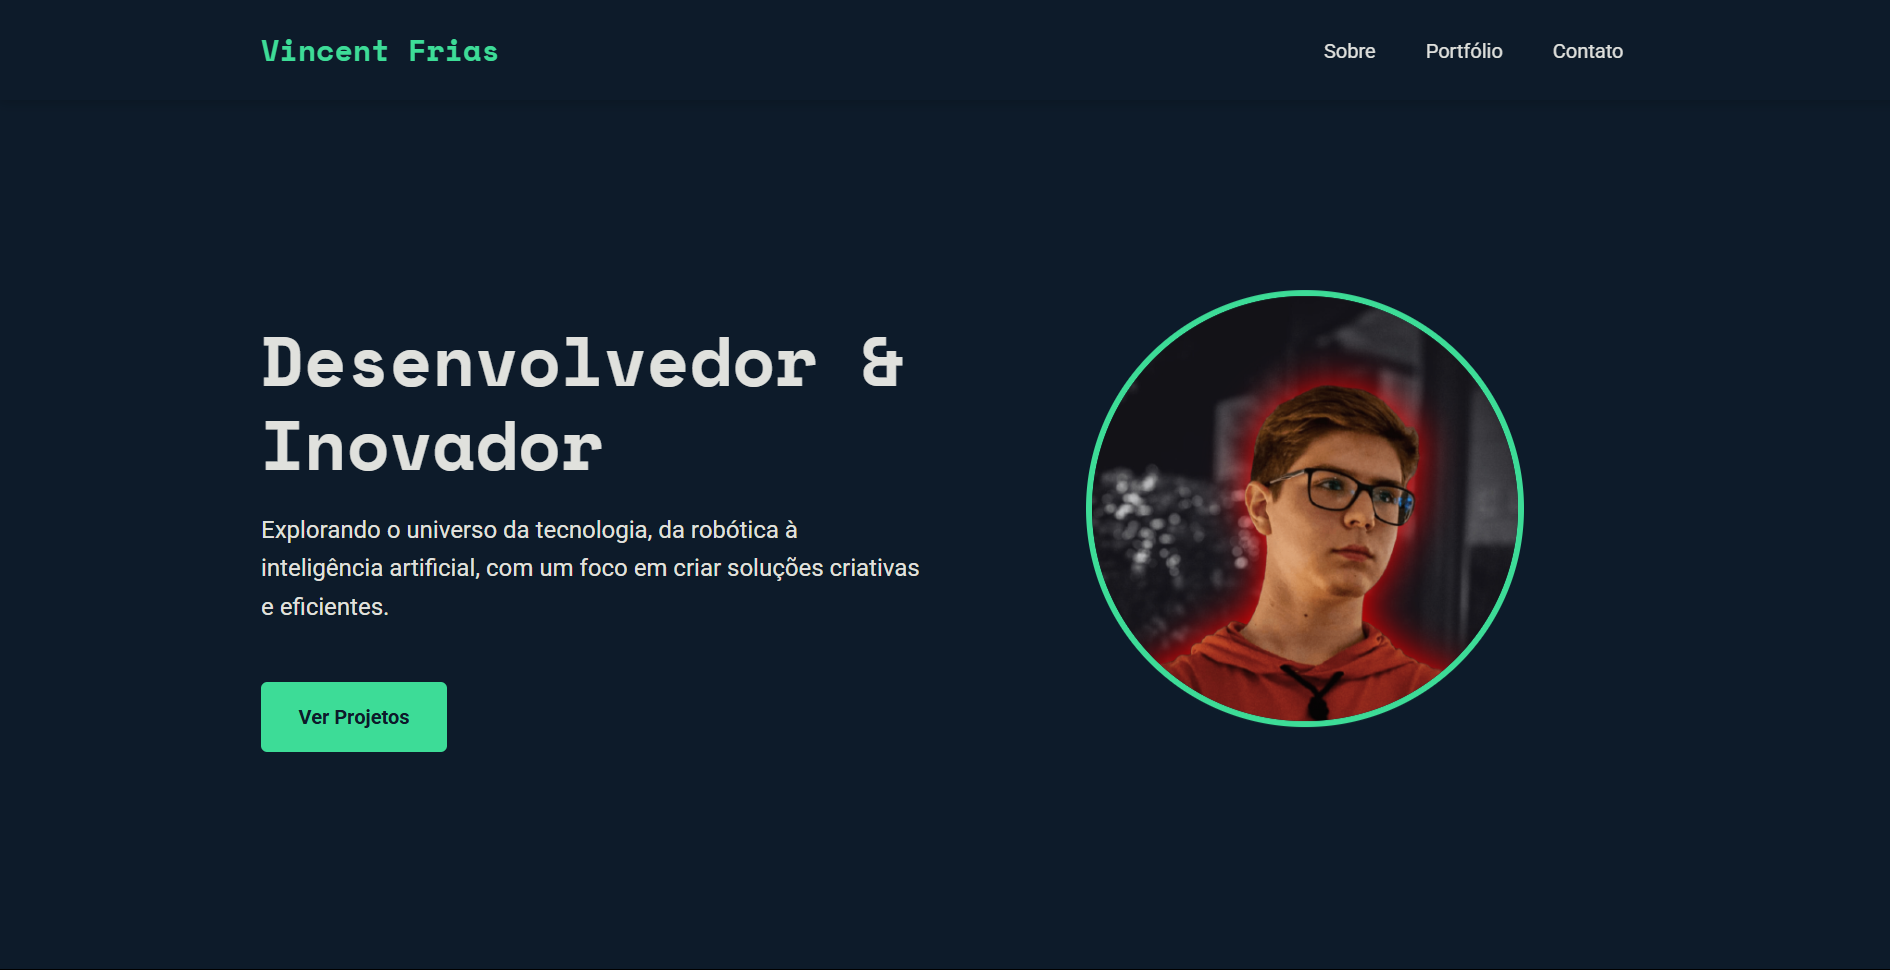 Vincent Frias
Sobre Portfólio Contato
Desenvolvedor &
Inovador
Explorando o universo da tecnologia, da robótica à
inteligência artificial, com um foco em criar soluções criativas
e eficientes.
Ver Projetos